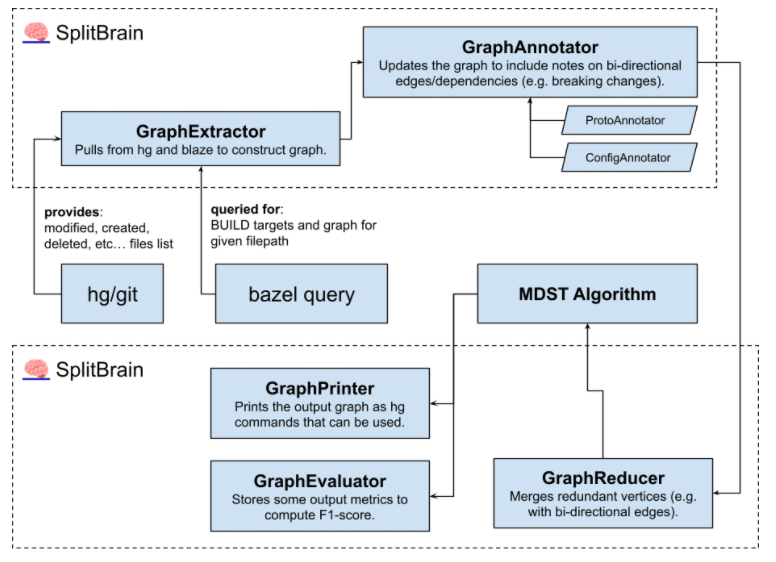 SplitBrain
GraphAnnotator
Updates the graph to include notes on bi-directional
edges/dependencies (e.g. breaking changes).
ProtoAnnotator
ConfigAnnotator
GraphExtractor
Pulls from hg and blaze to construct graph.
provides:
modified, created,
deleted, etc... files list
queried for:
BUILD targets and graph for
given filepath
hg/git
bazel query
MDST Algorithm
SplitBrain
GraphPrinter
Prints the output graph as hg
commands that can be used.
GraphEvaluator
Stores some output metrics to
compute F1-score.
GraphReducer
Merges redundant vertices (e.g.
with bi-directional edges).